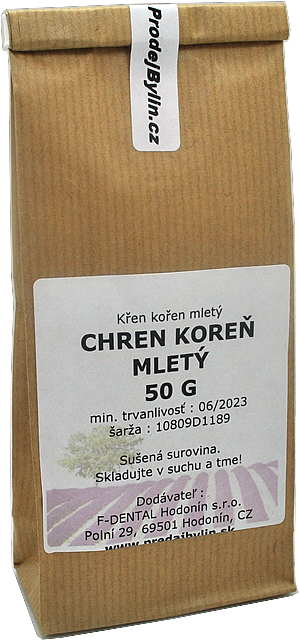 ProdejBylin.cz
Křen kořen mletý
CHREN KOREŇ
MLETÝ
50 G
min. trvanlivosť : 06/2023
šarža : 10809D1189
Sušená surovina.
Skladujte v suchu a tme!
Dodávateľ :
F-DENTAL Hodonín s.r.o.
Polní 29, 69501 Hodonín, CZ
www.predajbylin.sk